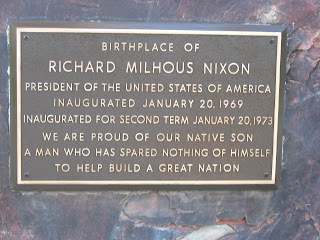 BIRTHPLACE OF
RICHARD MILHOUS NIXON
PRESIDENT OF THE UNITED STATES OF AMERICA
INAUGURATED JANUARY 20, 1969
INAUGURATED FOR SECOND TERM JANUARY 20, 1973
WE ARE PROUD OF OUR NATIVE SON
A MAN WHO HAS SPARED NOTHING OF HIMSELF
TO HELP BUILD A GREAT NATION